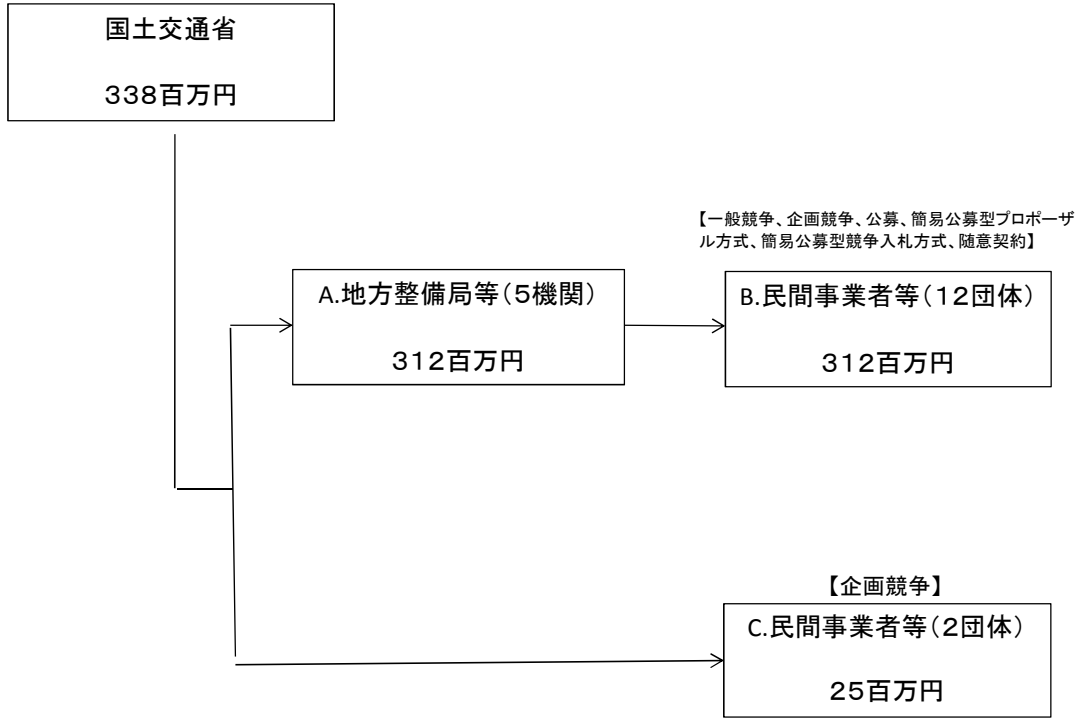 国土交通省
338百万円
【一般競争、企画競争、公募、簡易公募型プロポーザ
ル方式、簡易公募型競争入札方式、随意契約】
A.地方整備局等(5機関)
312百万円
B.民間事業者等(12団体)
312百万円
【企画競争】
C.民間事業者等(2団体)
25百万円